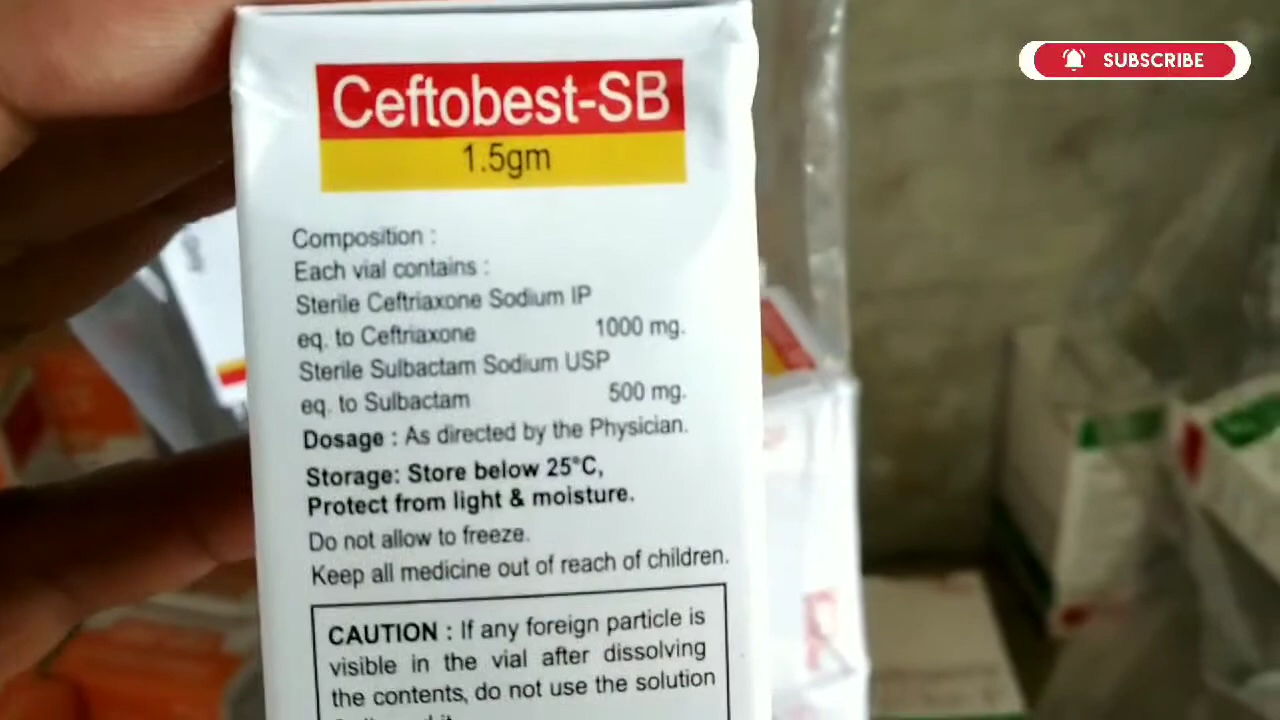 SUBSCRIBE
Ceftobest-SB
1.5gm
Composition :
Each vial contains :
Sterile Ceftriaxone Sodium IP
eq. to Ceftriaxone 1000 mg.
Sterile Sulbactam Sodium USP
eq. to Sulbactam 500 mg.
Dosage : As directed by the Physician.
Storage: Store below 25°C,
Protect from light & moisture.
Do not allow to freeze.
Keep all medicine out of reach of children.
CAUTION : If any foreign particle is
visible in the vial after dissolving
the contents, do not use the solution